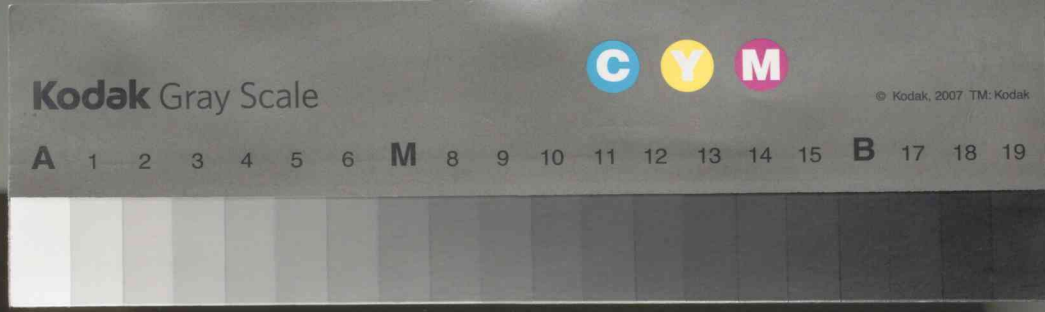 C Y M
Kodak Gray Scale
© Kodak, 2007 TM: Kodak
A 1 2 3 4 5 6 M 8 9 10 11 12 13 14 15 B 17 18 19